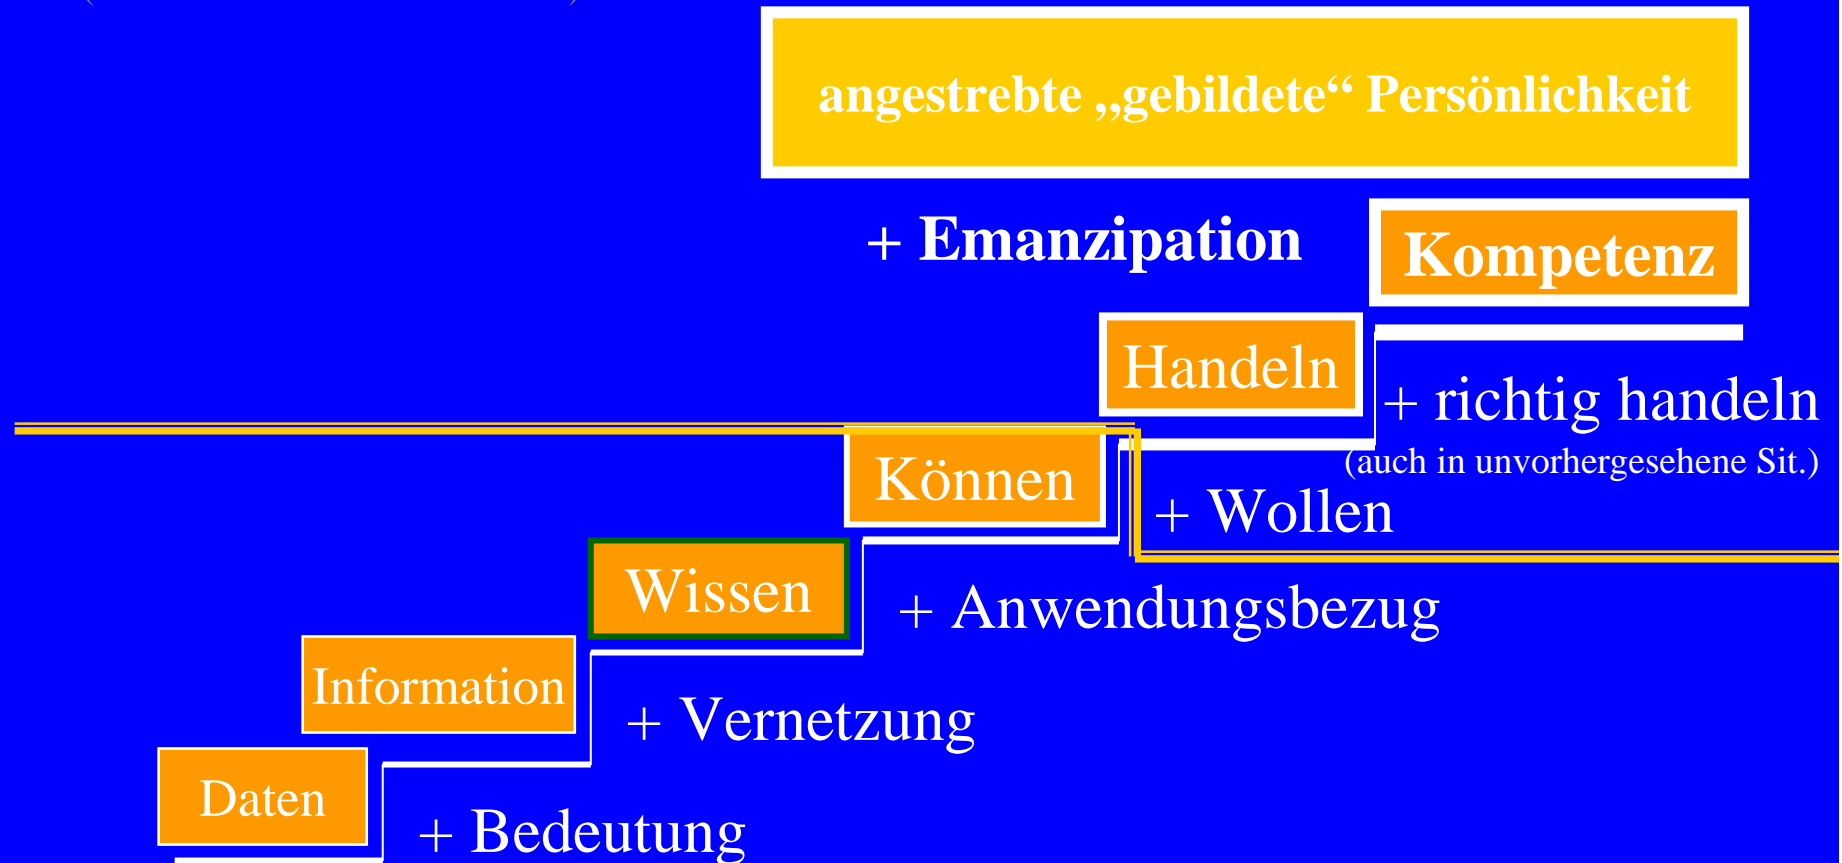 angestrebte „gebildete“ Persönlichkeit
+ Emanzipation
Kompetenz
Handeln
+ richtig handeln
(auch in unvorhergesehene Sit.)
Können
+ Wollen
Wissen
+ Anwendungsbezug
Information
+ Vernetzung
Daten
+ Bedeutung